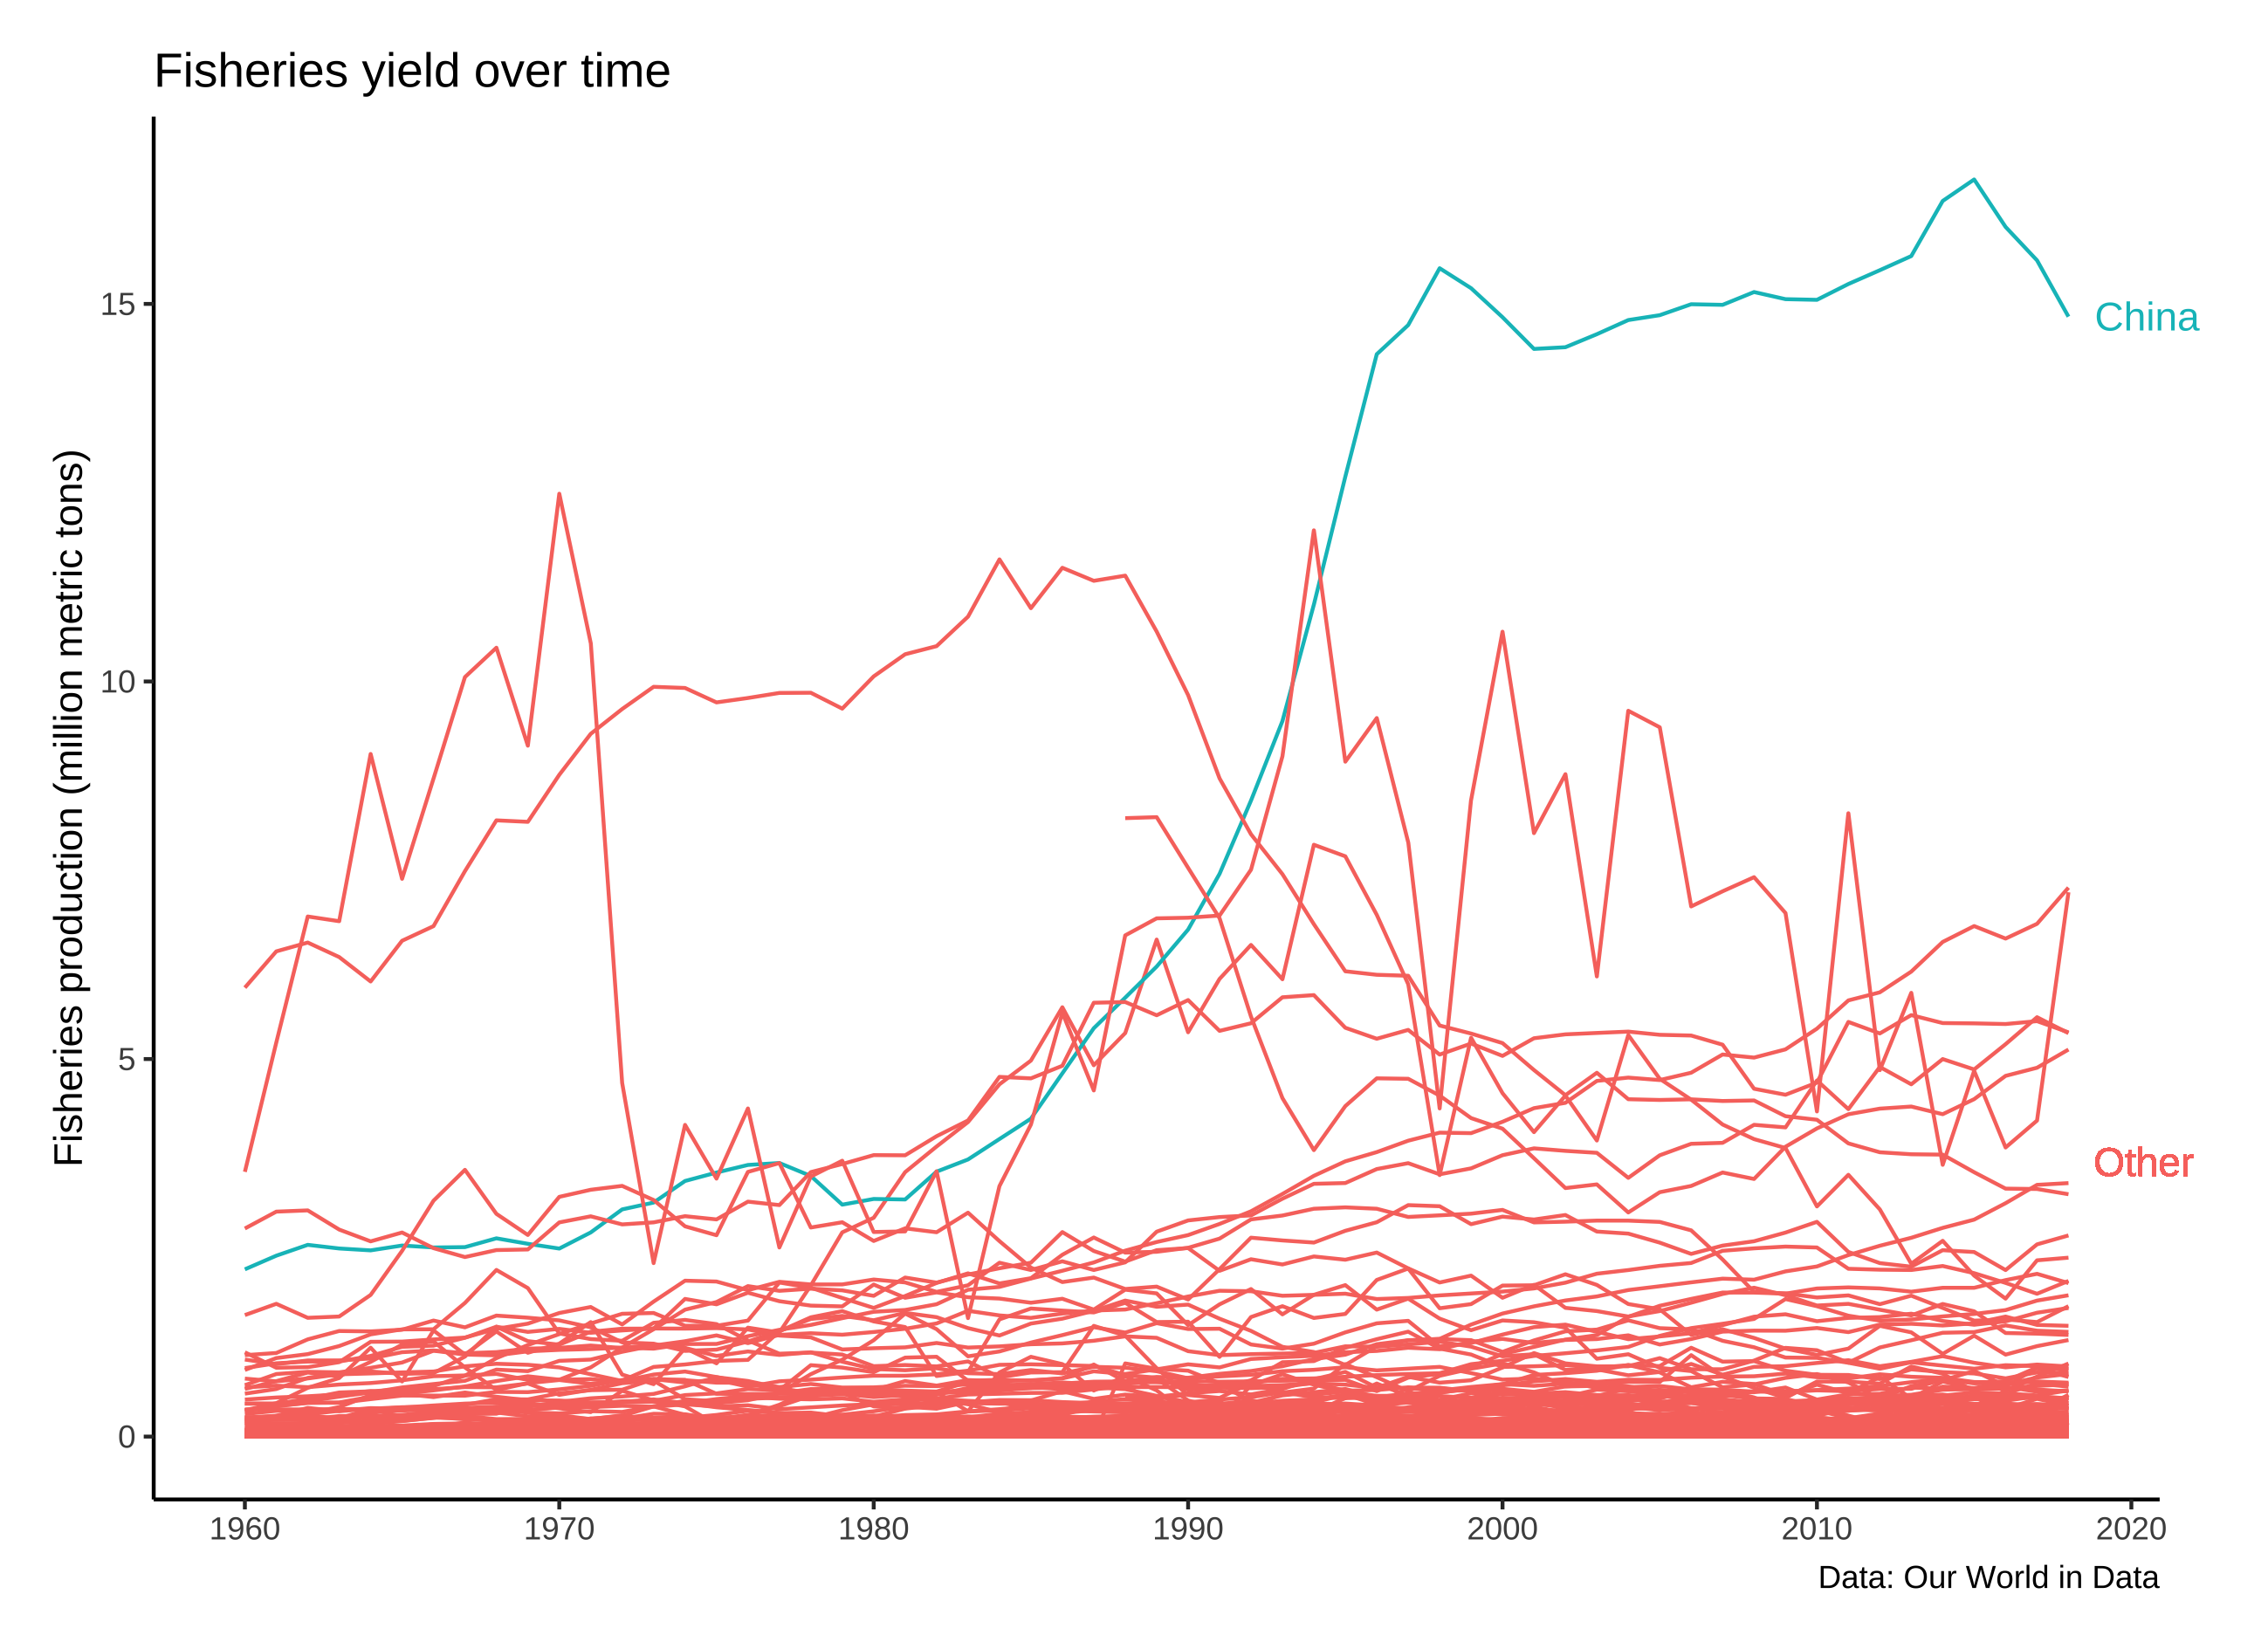 Fisheries yield over time
Fisheries production (million metric tons)
15
10
5
0
China
Other
1960 1970 1980 1990 2000 2010 2020
Data: Our World in Data